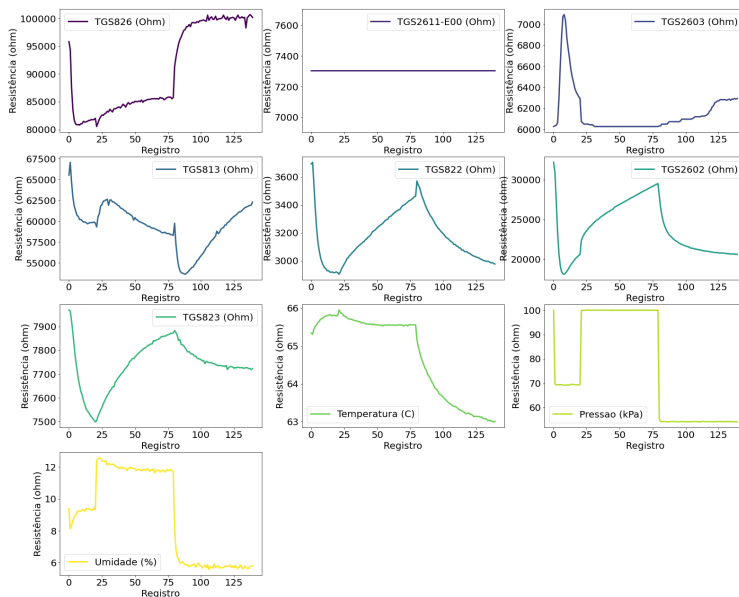 TGS826 (Ohm)
Resistência (ohm)
100000
95000
90000
85000
80000
0 25 50 75 100 125
Registro
TGS2611-E00 (Ohm)
Resistência (ohm)
7600
7400
7200
7000
0 25 50 75 100 125
Registro
TGS2603 (Ohm)
Resistência (ohm)
7000
6800
6600
6400
6200
6000
0 25 50 75 100 125
Registro
TGS813 (Ohm)
Resistência (ohm)
67500
65000
62500
60000
57500
55000
0 25 50 75 100 125
Registro
TGS822 (Ohm)
Resistência (ohm)
3600
3400
3200
3000
0 25 50 75 100 125
Registro
TGS2602 (Ohm)
Resistência (ohm)
30000
25000
20000
0 25 50 75 100 125
Registro
TGS823 (Ohm)
Resistência (ohm)
7900
7800
7700
7600
7500
0 25 50 75 100 125
Registro
Temperatura (C)
Resistência (ohm)
66
65
64
63
0 25 50 75 100 125
Registro
Pressao (kPa)
Resistência (ohm)
100
90
80
70
60
0 25 50 75 100 125
Registro
Umidade (%)
Resistência (ohm)
12
10
8
6
0 25 50 75 100 125
Registro